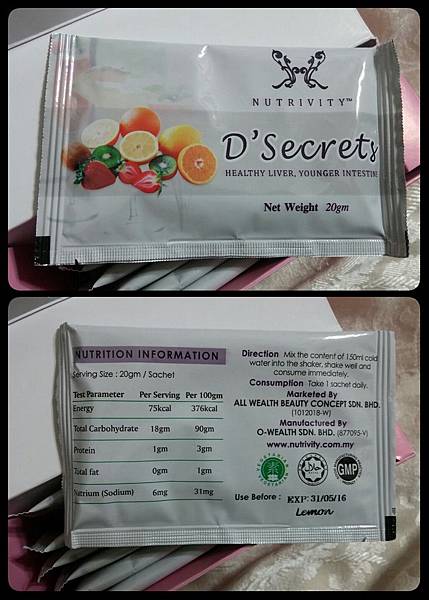 NUTRIVITY™
D'Secrets
HEALTHY LIVER, YOUNGER INTESTINE
Net Weight 20gm
NUTRITION INFORMATION
Serving Size : 20gm / Sachet
Test Parameter Per Serving Per 100gm
Energy 75kcal 376kcal
Total Carbohydrate 18gm 90gm
Protein 1gm 3gm
Total fat 0gm 1gm
Natrium (Sodium) 6mg 31mg
Direction Mix the content of 150ml cold
water into the shaker, shake well and
consume immediately.
Consumption Take 1 sachet daily.
Marketed By
ALL WEALTH BEAUTY CONCEPT SDN. BHD.
(1012018-W)
Manufactured By
O-WEALTH SDN. BHD. (877095-V)
www.nutrivity.com.my
GMP
Use Before : EXP:31/05/16
Lemon